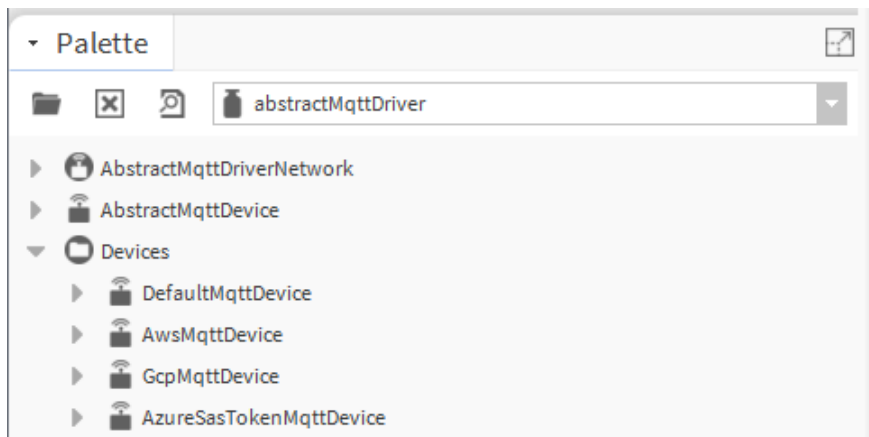 Palette
abstractMqttDriver
AbstractMqttDriverNetwork
AbstractMqttDevice
Devices
DefaultMqttDevice
AwsMqttDevice
GcpMqttDevice
AzureSasTokenMqttDevice